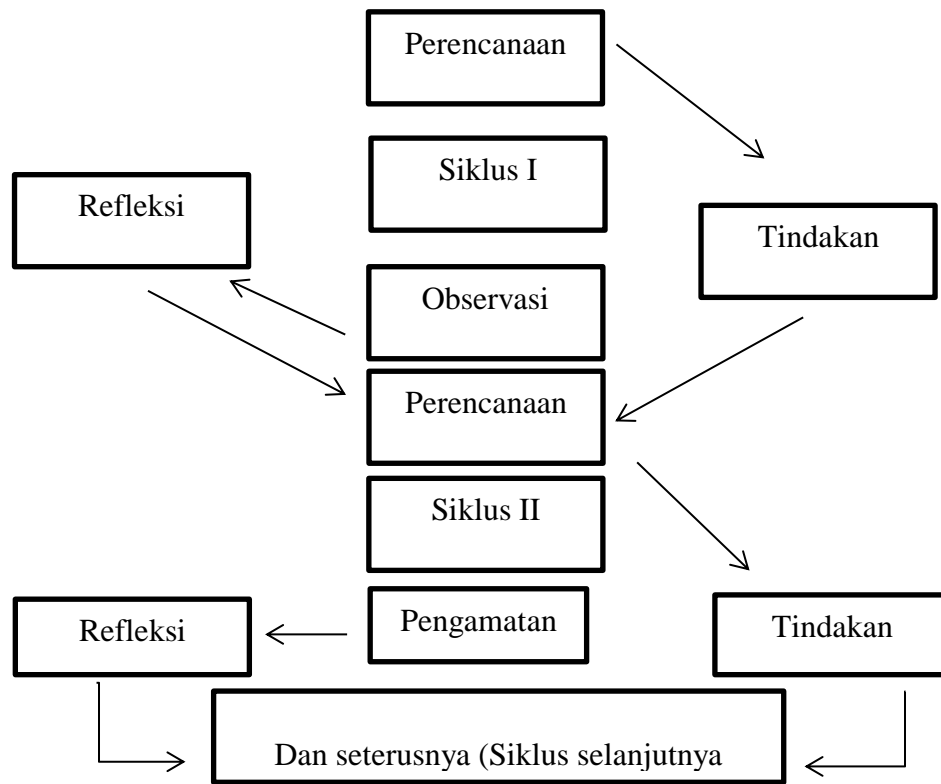 Perencanaan
Siklus I
Refleksi
Tindakan
Observasi
Perencanaan
Siklus II
Pengamatan
Refleksi
Tindakan
Dan seterusnya (Siklus selanjutnya